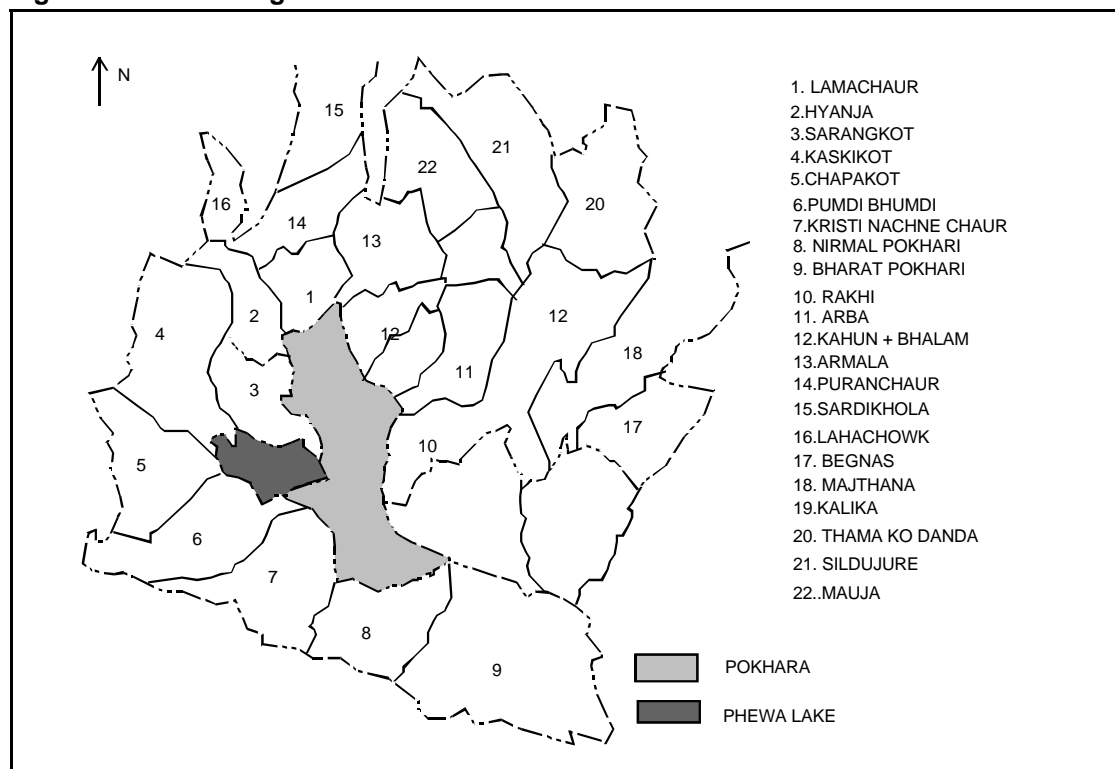 N
15
21
22
16
20
14
13
1
2
4
12
12
18
11
3
17
10
5
6
7
8
9
1. LAMACHAUR
2.HYANJA
3.SARANGKOT
4.KASKIKOT
5.CHAPAKOT
6.PUMDI BHUMDI
7.KRISTI NACHNE CHAUR
8. NIRMAL POKHARI
9. BHARAT POKHARI
10. RAKHI
11. ARBA
12.KAHUN + BHALAM
13.ARMALA
14.PURANCHAUR
15.SARDIKHOLA
16.LAHACHOWK
17. BEGNAS
18. MAJTHANA
19.KALIKA
20. THAMA KO DANDA
21. SILDUJURE
22..MAUJA
POKHARA
PHEWA LAKE